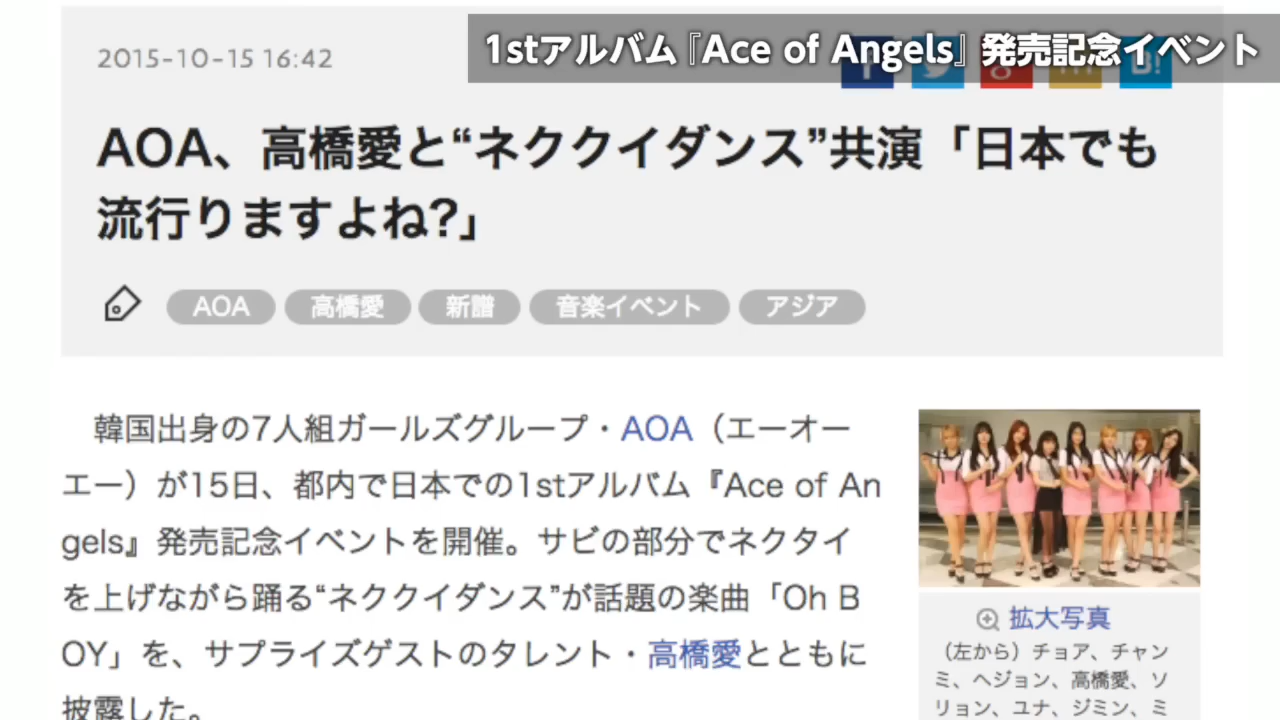 1stアルバム『Ace of Angels』発売記念イベント
2015-10-15 16:42
AOA、高橋愛と“ネククイダンス”共演「日本でも
流行りますよね?」
AOA 高橋愛 新譜 音楽イベント アジア
韓国出身の7人組ガールズグループ・AOA（エーオー
エー）が15日、都内で日本での1stアルバム『Ace of An
gels』発売記念イベントを開催。サビの部分でネクタイ
を上げながら踊る“ネククイダンス”が話題の楽曲「Oh B
OY」を、サプライズゲストのタレント・高橋愛とともに
披露した。
拡大写真
（左から）チョア、チャン
ミ、ヘジョン、高橋愛、ソ
リョン、ユナ、ジミン、ミ